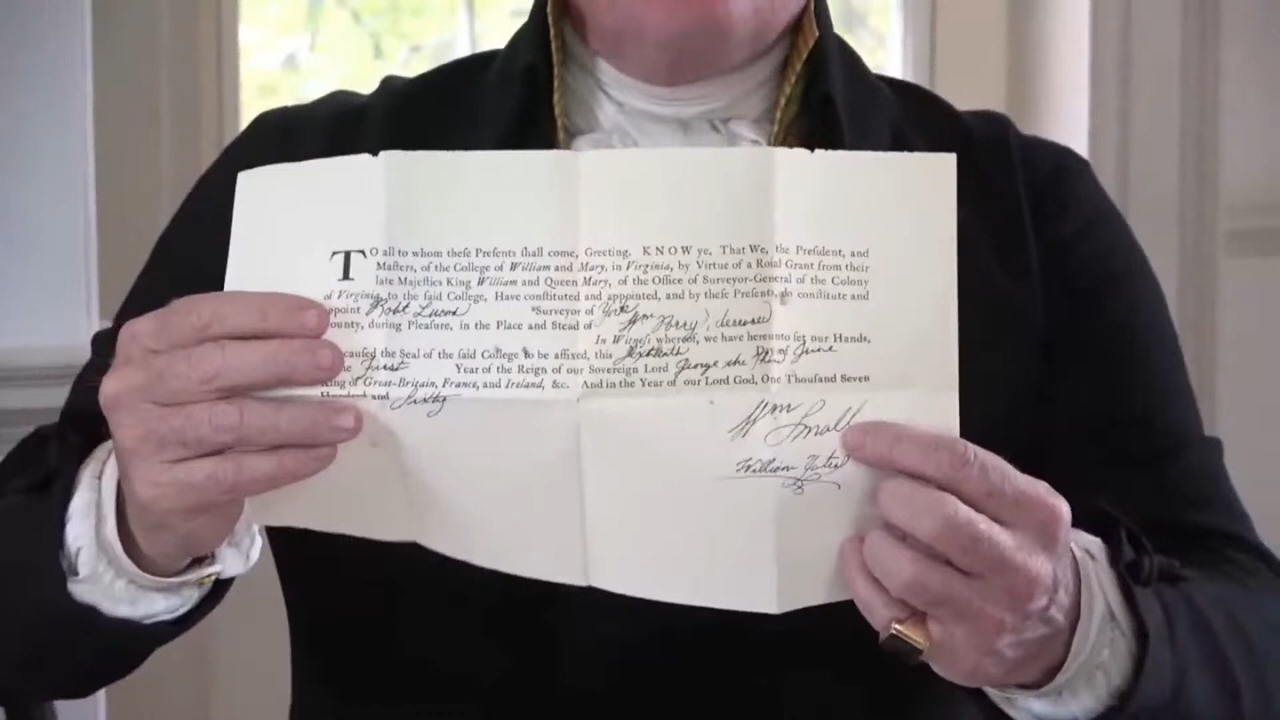 TO all to whom theſe Preſents ſhall come, Greeting. KNOW ye, That We, the Preſident, and
Maſters, of the College of William and Mary, in Virginia, by Virtue of a Roial Grant from their
late Majeſties King William and Queen Mary, of the Office of Surveyor-General of the Colony
of Virginia, to the ſaid College, Have conſtituted and appointed, and by theſe Preſents, do conſtitute and
ppoint Robt Lucas Surveyor of York
ounty, during Pleaſure, in the Place and Stead of Wm deceased
In Witneſs whereof, we have hereunto ſet our Hands,
cauſed the Seal of the ſaid College to be affixed, this Day of June
First Year of the Reign of our Sovereign Lord George the Third
King of Great-Britain, France, and Ireland, &c. And in the Year of our Lord God, One Thouſand Seven
Hundred and Sixty
Wm Small
William Yates